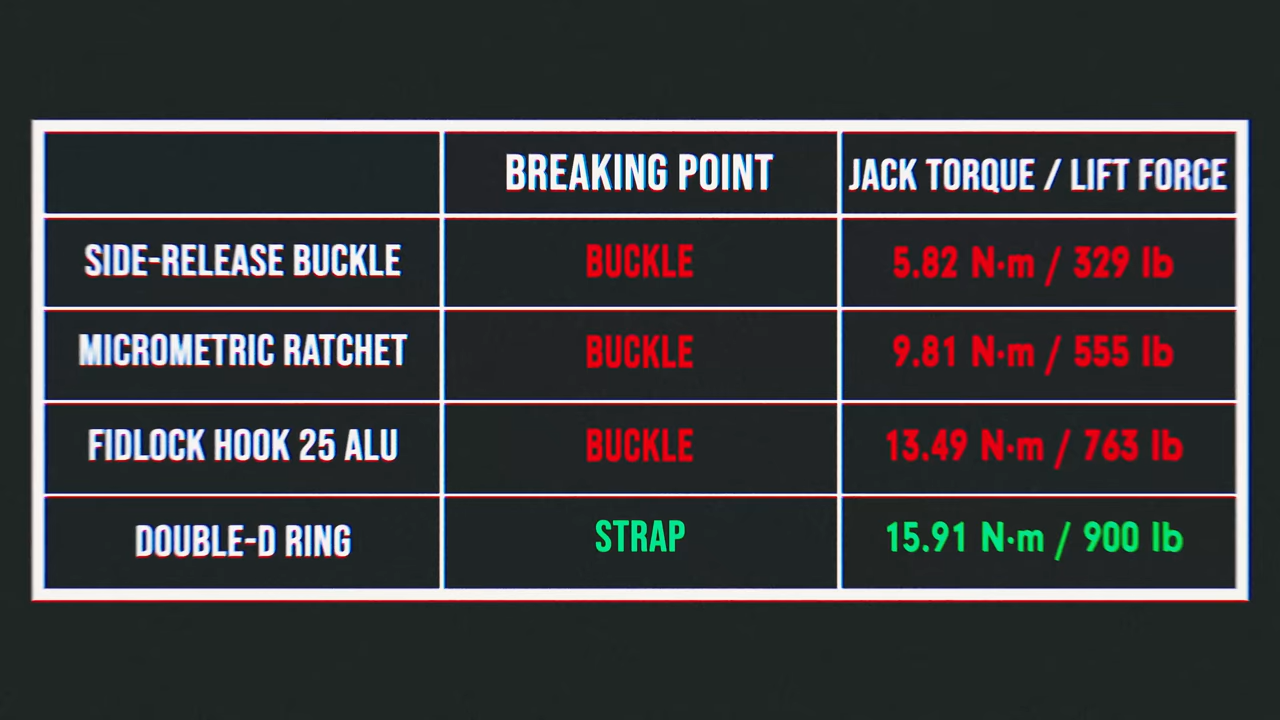 BREAKING POINT
JACK TORQUE / LIFT FORCE
SIDE-RELEASE BUCKLE
BUCKLE
5.82 N·m / 329 lb
MICROMETRIC RATCHET
BUCKLE
9.81 N·m / 555 lb
FIDLOCK HOOK 25 ALU
BUCKLE
13.49 N·m / 763 lb
DOUBLE-D RING
STRAP
15.91 N·m / 900 lb